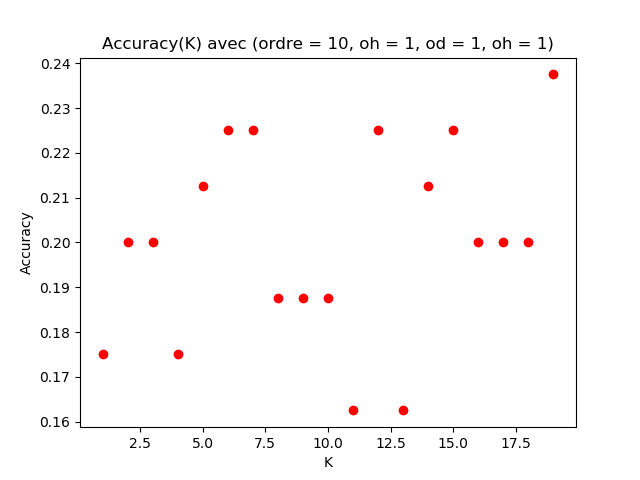 Accuracy(K) avec (ordre = 10, oh = 1, od = 1, oh = 1)
0.24
0.23
0.22
0.21
0.20
0.19
0.18
0.17
0.16
Accuracy
2.5 5.0 7.5 10.0 12.5 15.0 17.5
K